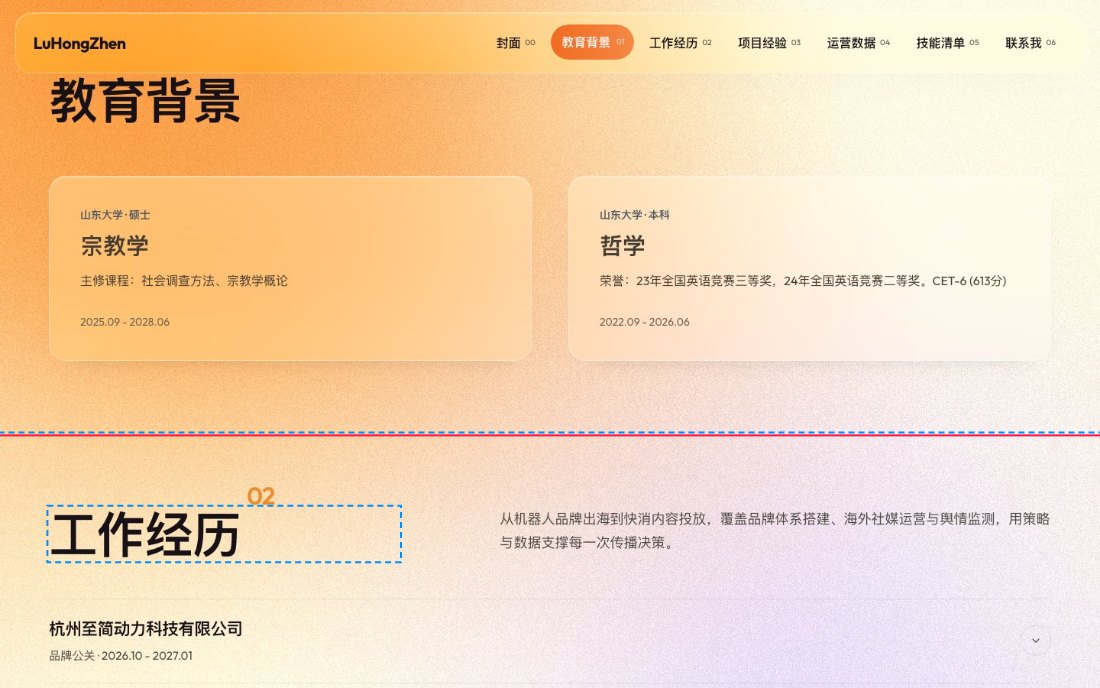 LuHongZhen
封面 00 教育背景 01 工作经历 02 项目经验 03 运营数据 04 技能清单 05 联系我 06
教育背景
山东大学·硕士
宗教学
主修课程：社会调查方法、宗教学概论
2025.09 - 2028.06
山东大学·本科
哲学
荣誉：23年全国英语竞赛三等奖，24年全国英语竞赛二等奖。CET-6 (613分)
2022.09 - 2026.06
02
工作经历
从机器人品牌出海到快消内容投放，覆盖品牌体系搭建、海外社媒运营与舆情监测，用策略
与数据支撑每一次传播决策。
杭州至简动力科技有限公司
品牌公关 · 2026.10 - 2027.01